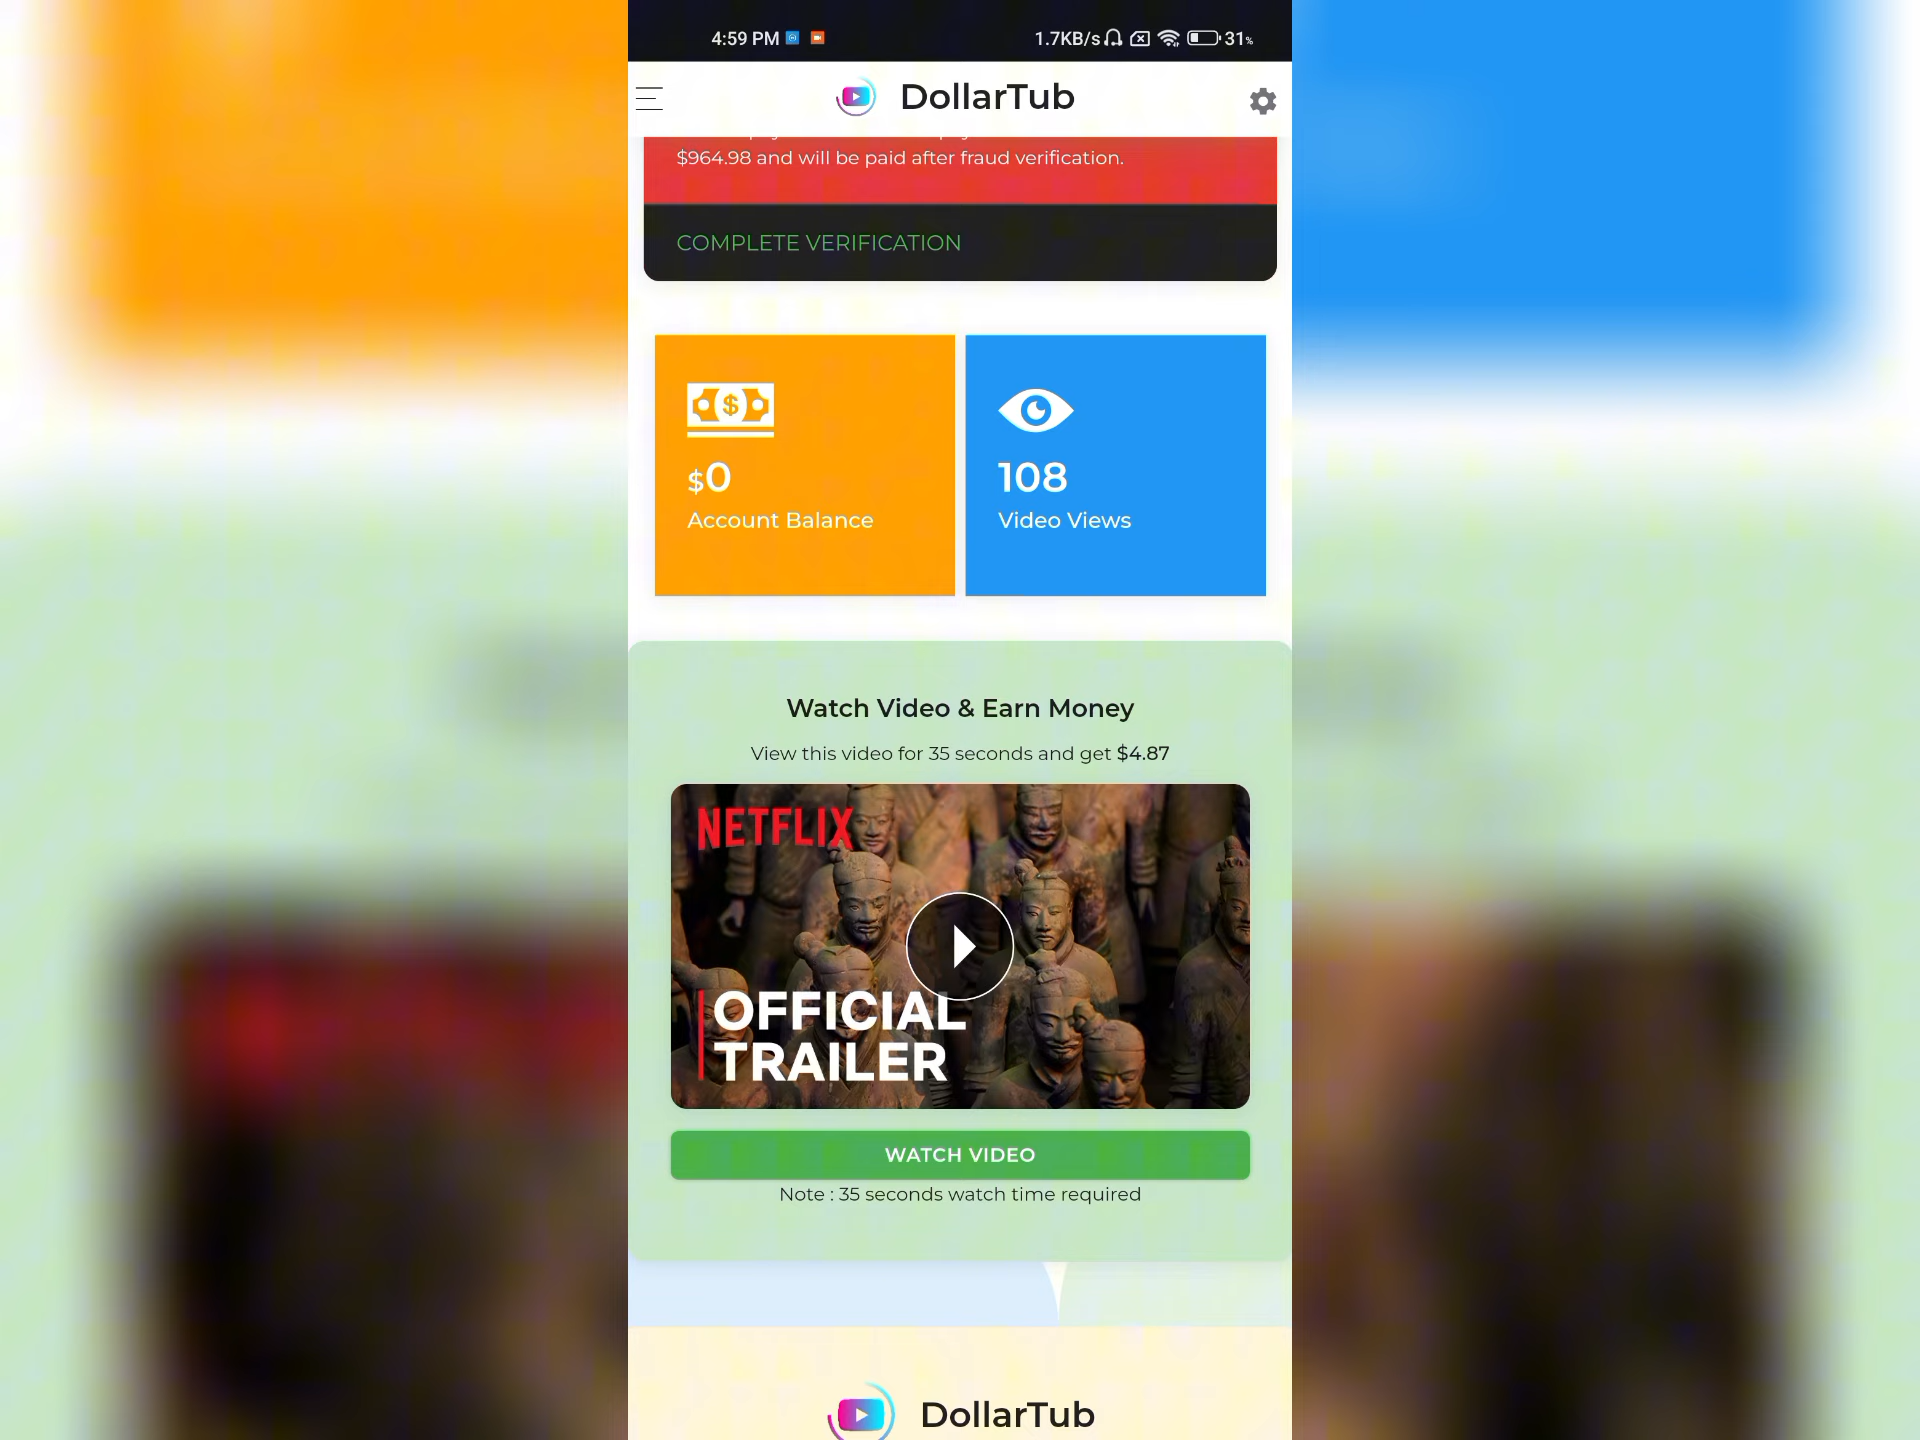 4:59 PM
1.7KB/s
31%
DollarTub
$964.98 and will be paid after fraud verification.
COMPLETE VERIFICATION
$0
Account Balance
108
Video Views
Watch Video & Earn Money
View this video for 35 seconds and get $4.87
NETFLIX
OFFICIAL
TRAILER
WATCH VIDEO
Note : 35 seconds watch time required
DollarTub